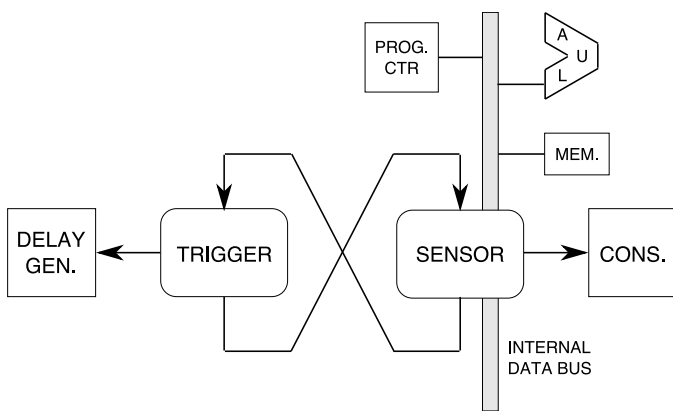 PROG.
CTR
A
U
L
MEM.
DELAY
GEN.
TRIGGER
SENSOR
CONS.
INTERNAL
DATA BUS